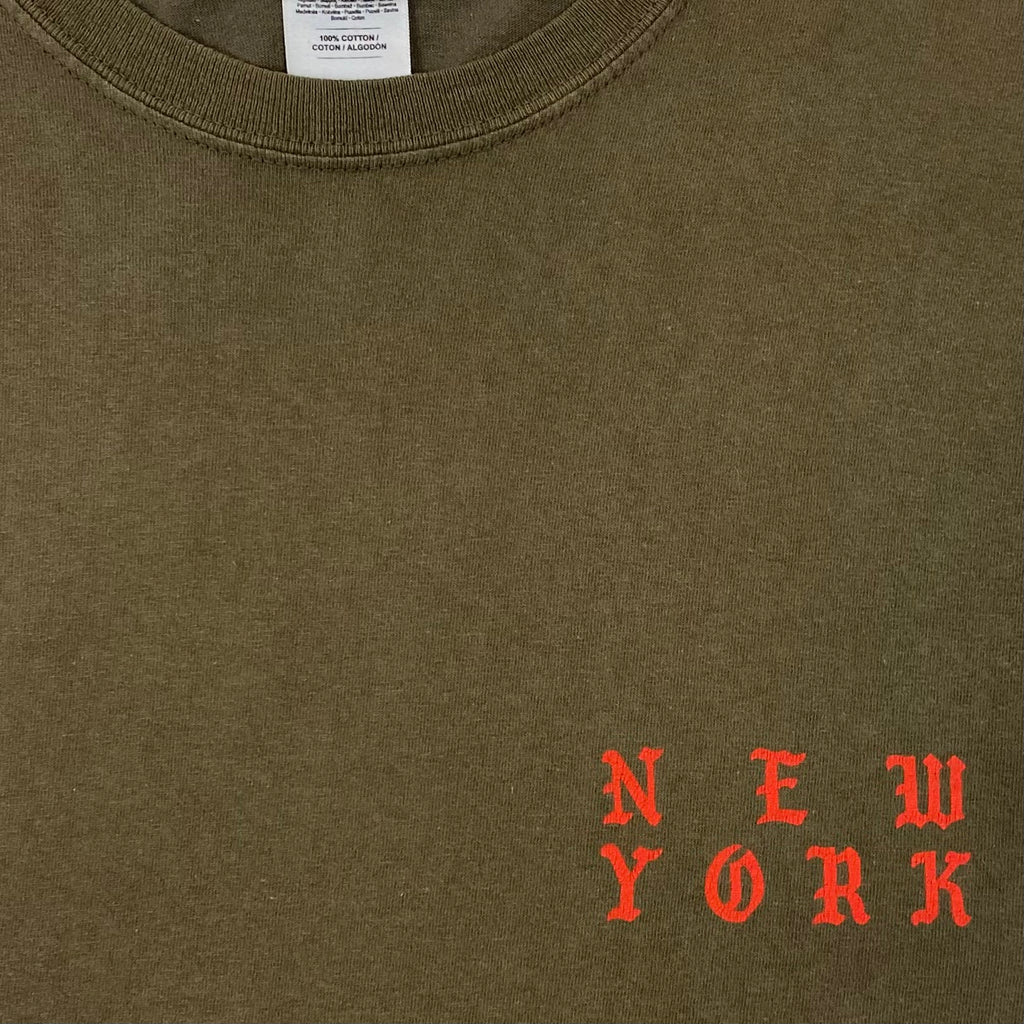 100% COTTON /
COTON / ALGODÓN
NEW
YORK